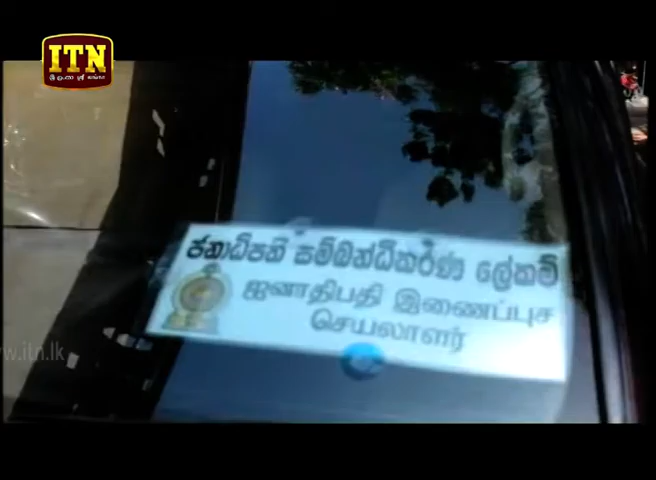 ITN
ජනාධිපති සම්බන්ධීකරණ ලේකම්
ஜனாதிபதி இணைப்புச
செயலாளர்
www.itn.lk